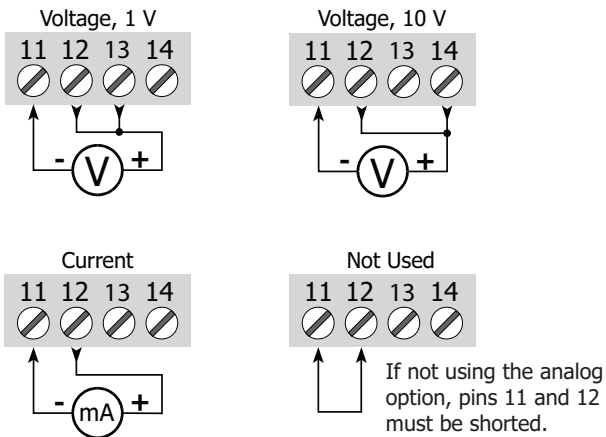 Voltage, 1 V
11 12 13 14
- V +
Voltage, 10 V
11 12 13 14
- V +
Current
11 12 13 14
- mA +
Not Used
11 12 13 14
If not using the analog
option, pins 11 and 12
must be shorted.